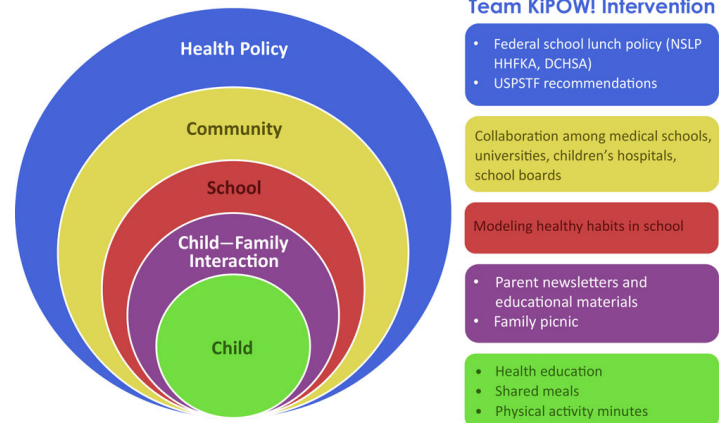 Team KiPOW! Intervention
Health Policy
Community
School
Child—Family
Interaction
Child
• Federal school lunch policy (NSLP
HHFKA, DCHSA)
• USPSTF recommendations
Collaboration among medical schools,
universities, children's hospitals,
school boards
Modeling healthy habits in school
• Parent newsletters and
educational materials
• Family picnic
• Health education
• Shared meals
• Physical activity minutes